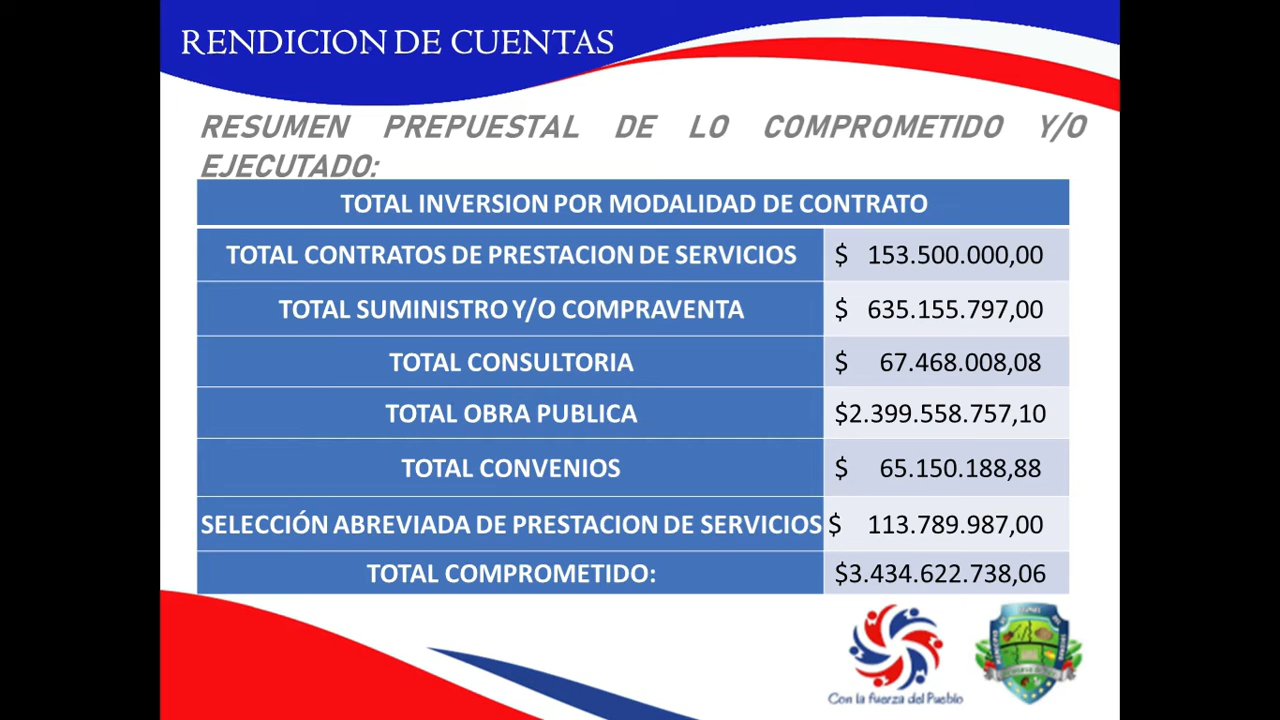 RENDICION DE CUENTAS
RESUMEN PREPUESTAL DE LO COMPROMETIDO Y/O
EJECUTADO:
TOTAL INVERSION POR MODALIDAD DE CONTRATO
TOTAL CONTRATOS DE PRESTACION DE SERVICIOS $ 153.500.000,00
TOTAL SUMINISTRO Y/O COMPRAVENTA $ 635.155.797,00
TOTAL CONSULTORIA $ 67.468.008,08
TOTAL OBRA PUBLICA $2.399.558.757,10
TOTAL CONVENIOS $ 65.150.188,88
SELECCIÓN ABREVIADA DE PRESTACION DE SERVICIOS $ 113.789.987,00
TOTAL COMPROMETIDO: $3.434.622.738,06
Con la fuerza del Pueblo